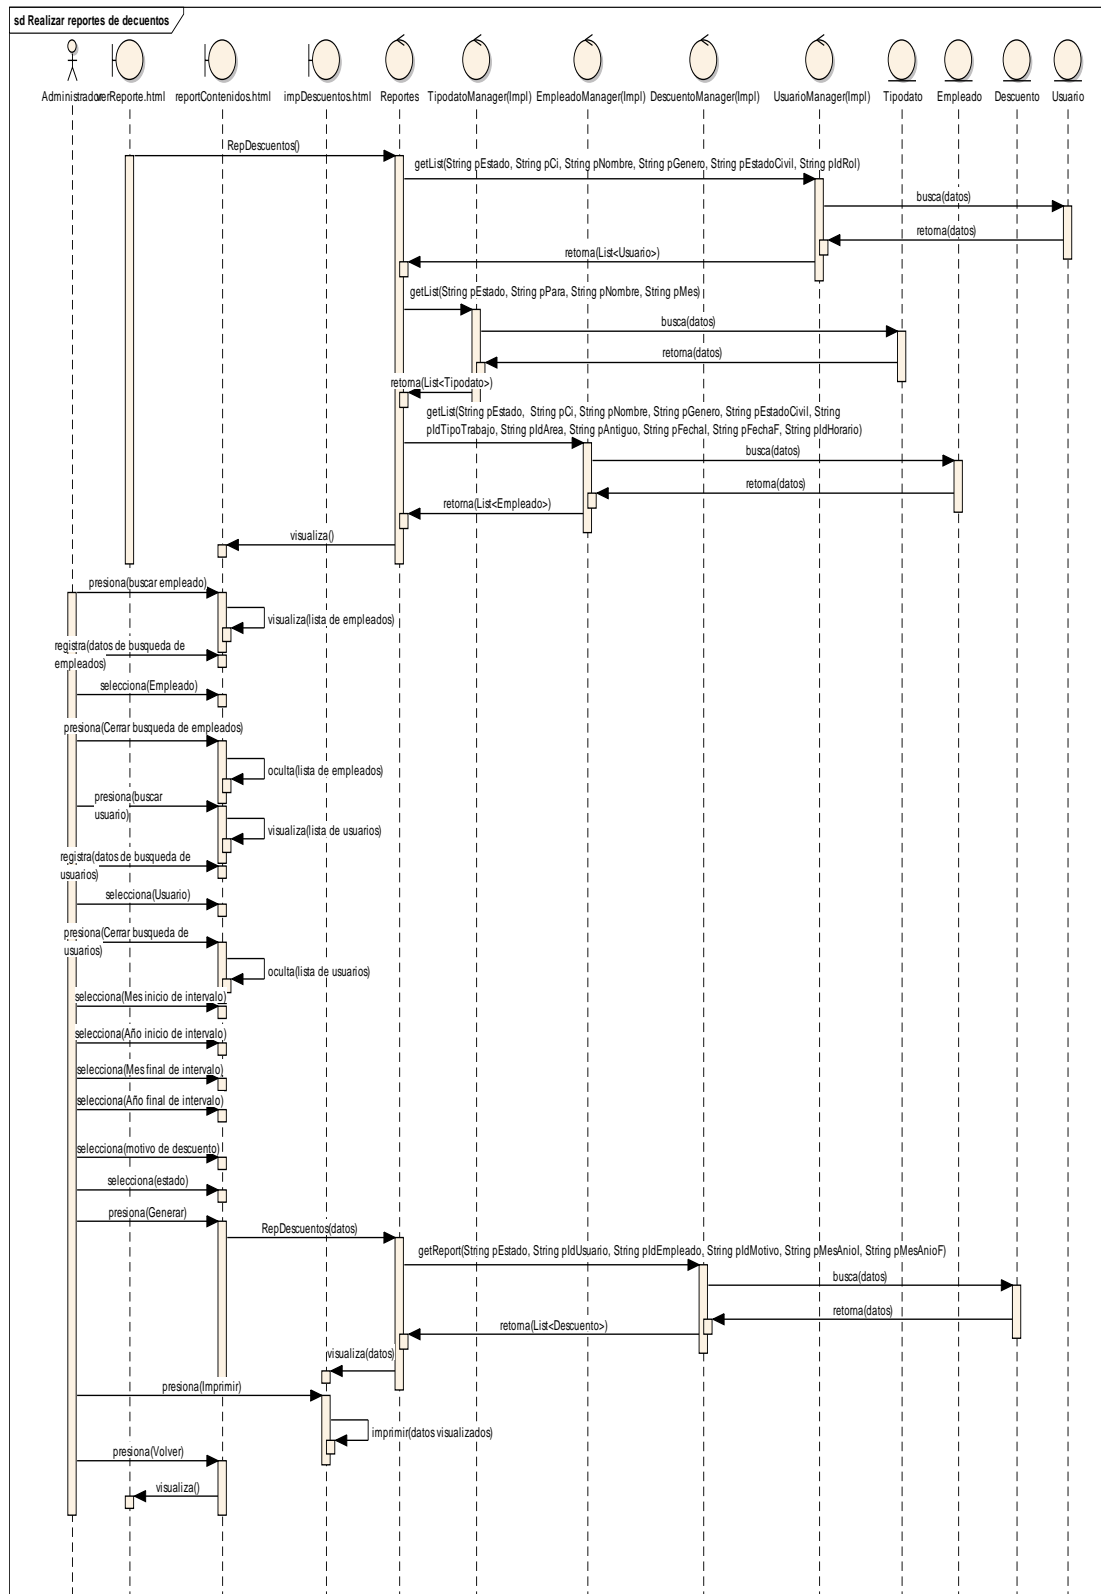 sd Realizar reportes de decuentos
Administrador
verReporte.html
reportContenidos.html
impDescuentos.html
Reportes
TipodatoManager(Impl)
EmpleadoManager(Impl)
DescuentoManager(Impl)
UsuarioManager(Impl)
Tipodato
Empleado
Descuento
Usuario
RepDescuentos()
getList(String pEstado, String pCi, String pNombre, String pGenero, String pEstadoCivil, String pIdRol)
busca(datos)
retorna(datos)
retorna(List<Usuario>)
getList(String pEstado, String pPara, String pNombre, String pMes)
busca(datos)
retorna(datos)
retorna(List<Tipodato>)
getList(String pEstado, String pCi, String pNombre, String pGenero, String pEstadoCivil, String
pIdTipoTrabajo, String pIdArea, String pAntiguo, String pFechaI, String pFechaF, String pIdHorario)
busca(datos)
retorna(datos)
retorna(List<Empleado>)
visualiza()
presiona(buscar empleado)
visualiza(lista de empleados)
registra(datos de busqueda de
empleados)
selecciona(Empleado)
presiona(Cerrar busqueda de empleados)
oculta(lista de empleados)
presiona(buscar
usuario)
visualiza(lista de usuarios)
registra(datos de busqueda de
usuarios)
selecciona(Usuario)
presiona(Cerrar busqueda de
usuarios)
oculta(lista de usuarios)
selecciona(Mes inicio de intervalo)
selecciona(Año inicio de intervalo)
selecciona(Mes final de intervalo)
selecciona(Año final de intervalo)
selecciona(motivo de descuento)
selecciona(estado)
presiona(Generar)
RepDescuentos(datos)
getReport(String pEstado, String pIdUsuario, String pIdEmpleado, String pIdMotivo, String pMesAnioI, String pMesAnioF)
busca(datos)
retorna(datos)
retorna(List<Descuento>)
visualiza(datos)
presiona(Imprimir)
imprimir(datos visualizados)
presiona(Volver)
visualiza()